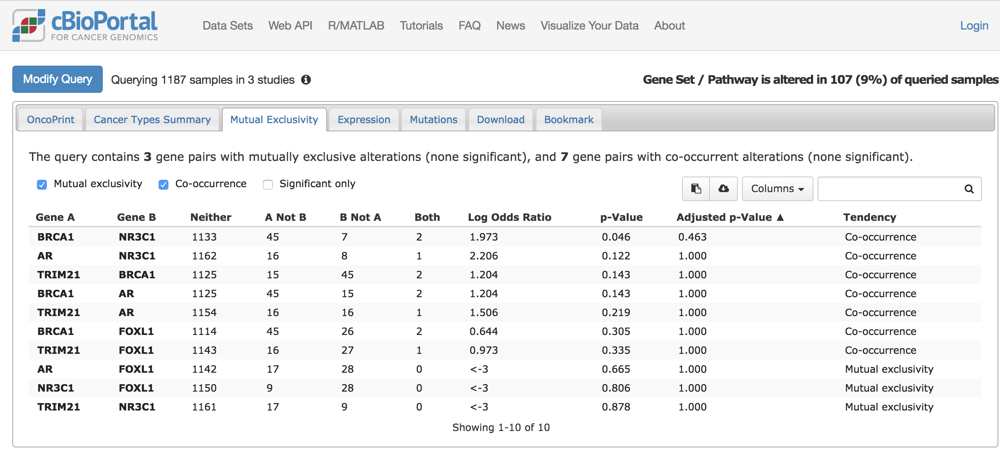 cBioPortal
FOR CANCER GENOMICS
Data Sets Web API R/MATLAB Tutorials FAQ News Visualize Your Data About Login
Modify Query Querying 1187 samples in 3 studies Gene Set / Pathway is altered in 107 (9%) of queried samples
OncoPrint Cancer Types Summary Mutual Exclusivity Expression Mutations Download Bookmark
The query contains 3 gene pairs with mutually exclusive alterations (none significant), and 7 gene pairs with co-occurrent alterations (none significant).
Mutual exclusivity Co-occurrence Significant only Columns
Gene A Gene B Neither A Not B B Not A Both Log Odds Ratio p-Value Adjusted p-Value ▲ Tendency
BRCA1 NR3C1 1133 45 7 2 1.973 0.046 0.463 Co-occurrence
AR NR3C1 1162 16 8 1 2.206 0.122 1.000 Co-occurrence
TRIM21 BRCA1 1125 15 45 2 1.204 0.143 1.000 Co-occurrence
BRCA1 AR 1125 45 15 2 1.204 0.143 1.000 Co-occurrence
TRIM21 AR 1154 16 16 1 1.506 0.219 1.000 Co-occurrence
BRCA1 FOXL1 1114 45 26 2 0.644 0.305 1.000 Co-occurrence
TRIM21 FOXL1 1143 16 27 1 0.973 0.335 1.000 Co-occurrence
AR FOXL1 1142 17 28 0 <-3 0.665 1.000 Mutual exclusivity
NR3C1 FOXL1 1150 9 28 0 <-3 0.806 1.000 Mutual exclusivity
TRIM21 NR3C1 1161 17 9 0 <-3 0.878 1.000 Mutual exclusivity
Showing 1-10 of 10